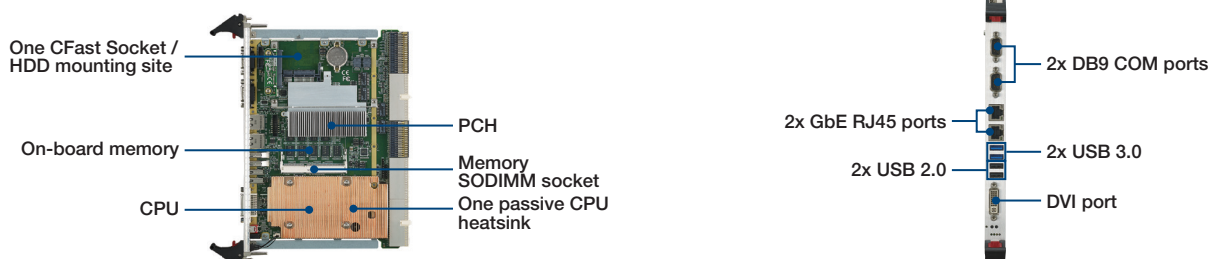 One CFast Socket /
HDD mounting site
On-board memory
CPU
PCH
Memory
SODIMM socket
One passive CPU
heatsink
2x DB9 COM ports
2x GbE RJ45 ports
2x USB 3.0
2x USB 2.0
DVI port